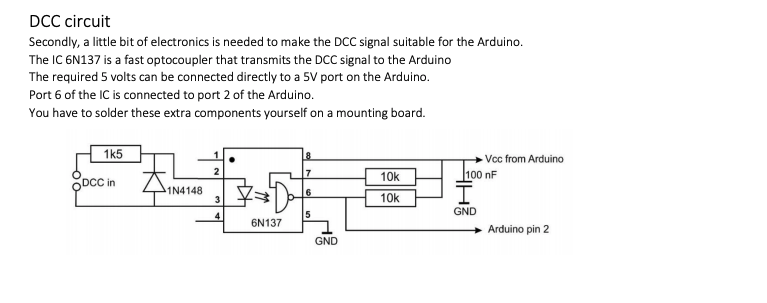 DCC circuit
Secondly, a little bit of electronics is needed to make the DCC signal suitable for the Arduino.
The IC 6N137 is a fast optocoupler that transmits the DCC signal to the Arduino
The required 5 volts can be connected directly to a 5V port on the Arduino.
Port 6 of the IC is connected to port 2 of the Arduino.
You have to solder these extra components yourself on a mounting board.
1k5
1
8
Vcc from Arduino
2
7
10k
100 nF
DCC in
1N4148
3
6
10k
GND
4
5
6N137
Arduino pin 2
GND